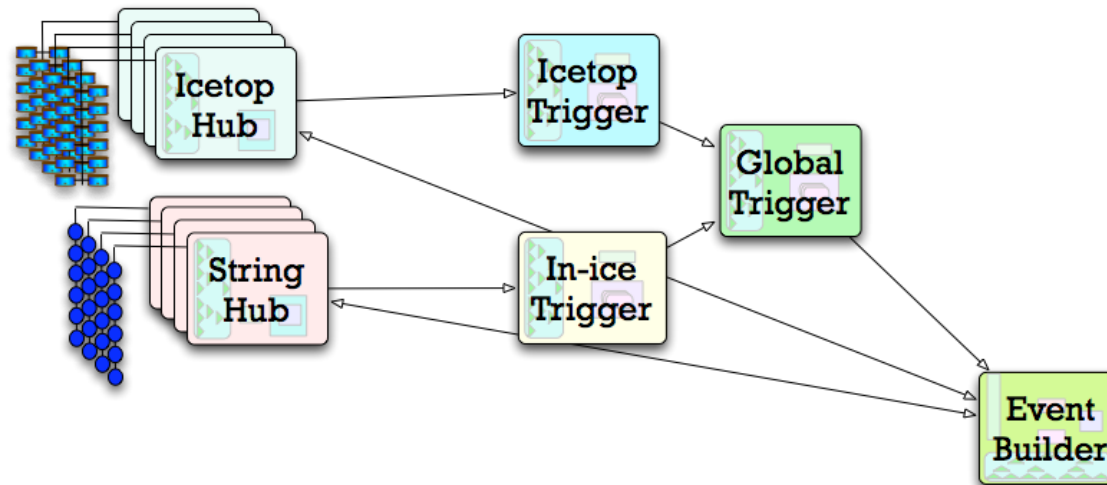 Icetop
Hub
Icetop
Trigger
Global
Trigger
String
Hub
In-ice
Trigger
Event
Builder